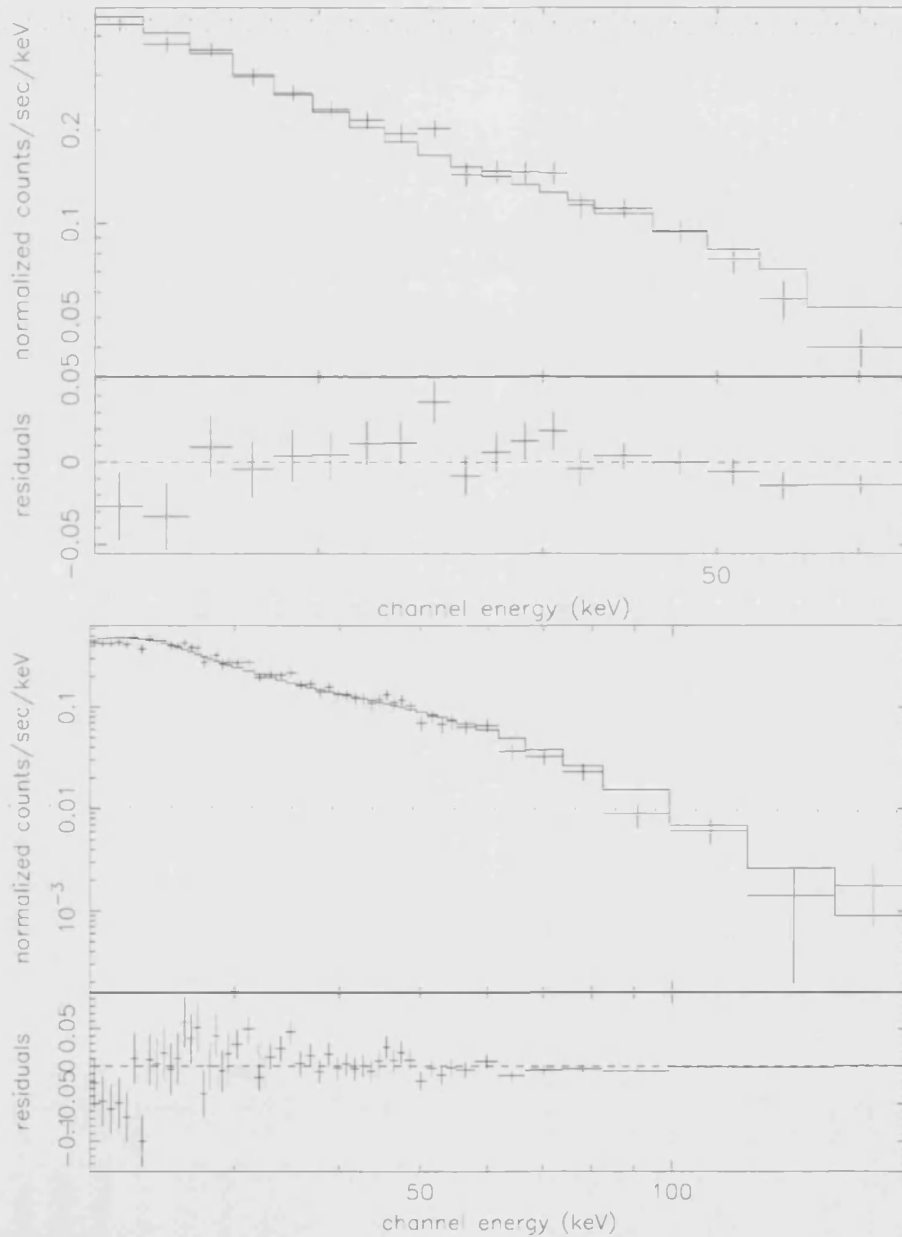 normalized counts/sec/keV
0.2
0.1
0.05
residuals
0.05
0
−0.05
50
channel energy (keV)
normalized counts/sec/keV
0.1
0.01
10⁻³
residuals
0.05
0
−0.05
−0.1
50
100
channel energy (keV)